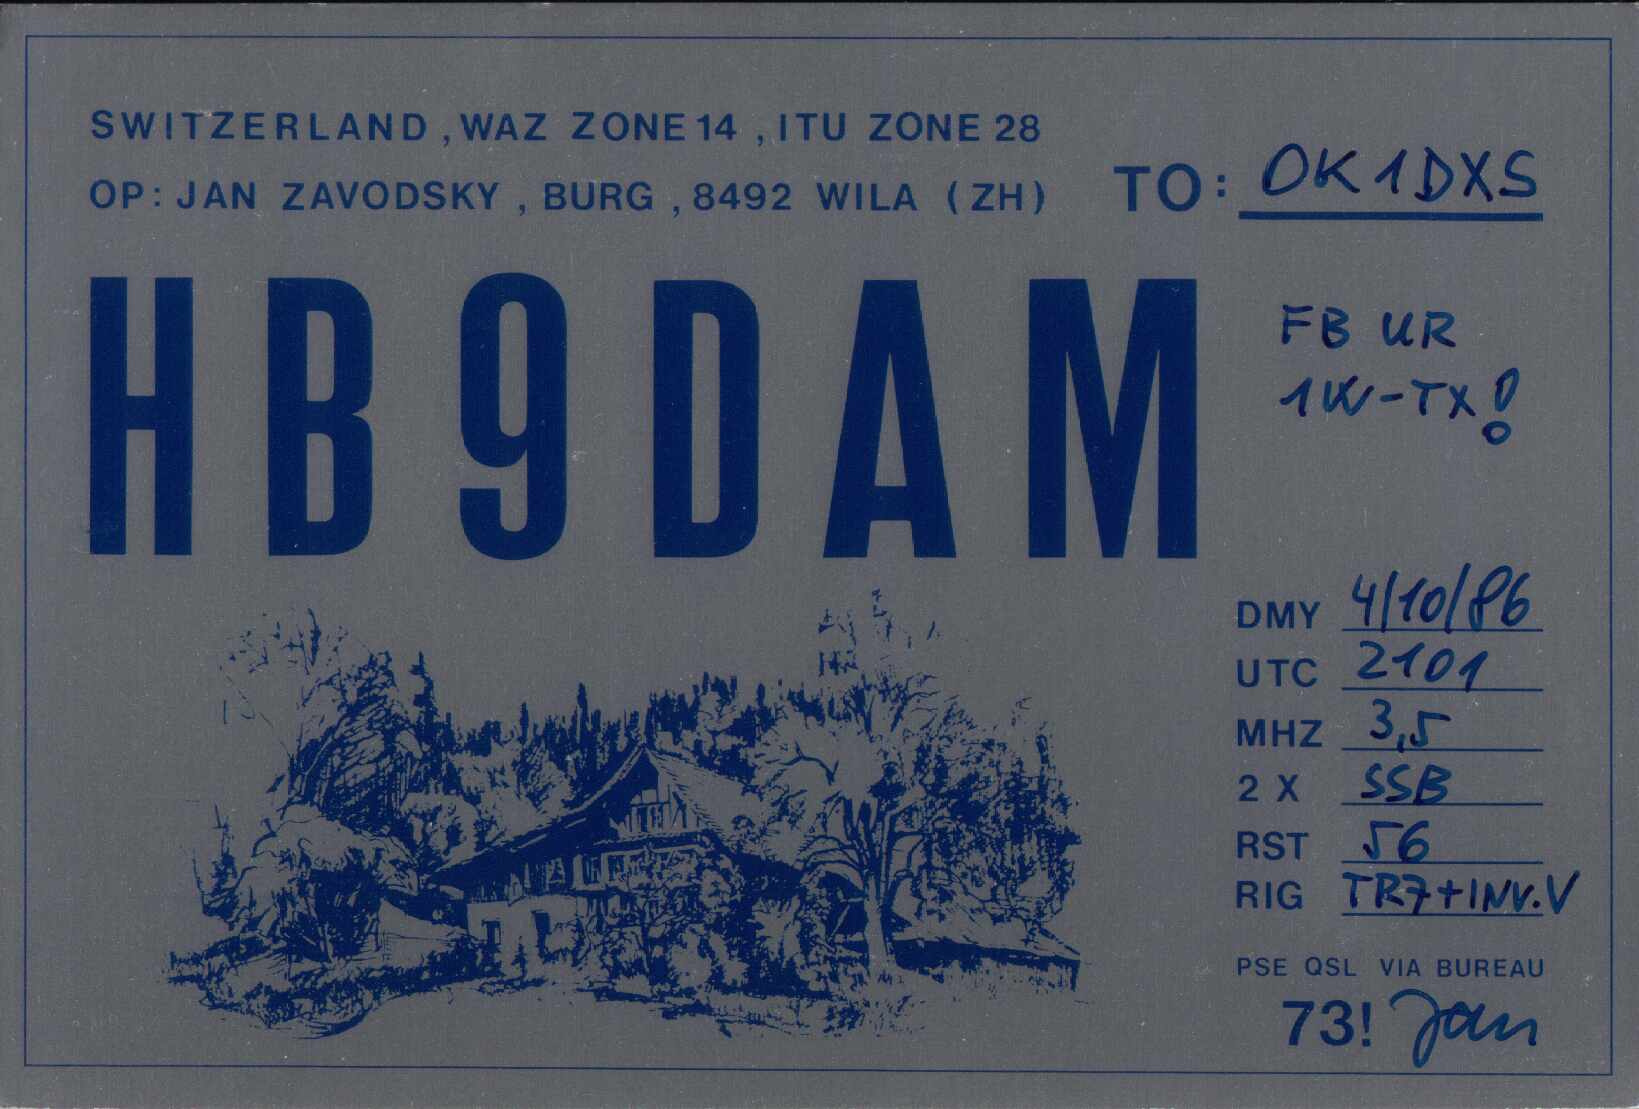 SWITZERLAND, WAZ ZONE 14, ITU ZONE 28
OP: JAN ZAVODSKY, BURG, 8492 WILA (ZH)
TO: OK1DXS
HB9DAM
FB UR
1W-TX!
DMY 4/10/86
UTC 2101
MHZ 3,5
2 X SSB
RST 56
RIG TR7+INV.V
PSE QSL VIA BUREAU
73! Jan